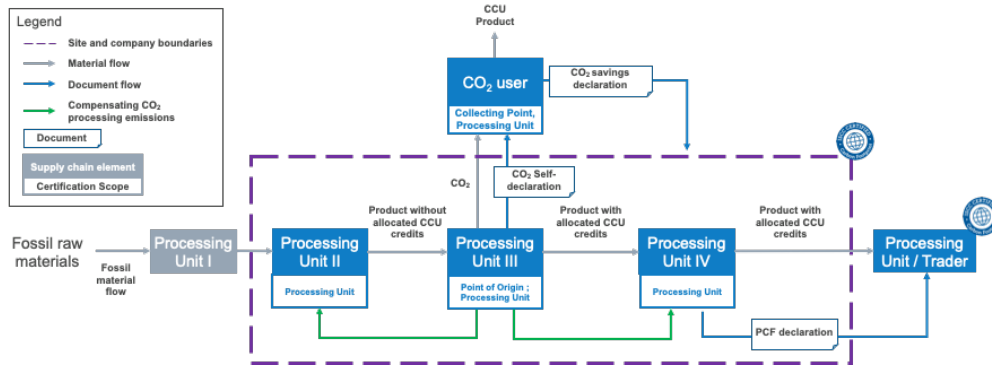 Legend
Site and company boundaries
Material flow
Document flow
Compensating CO₂
processing emissions
Document
Supply chain element
Certification Scope
CCU
Product
CO₂ user
Collecting Point,
Processing Unit
CO₂ savings
declaration
CO₂
CO₂ Self-
declaration
Fossil raw
materials
Fossil
material
flow
Processing
Unit I
Processing
Unit II
Processing Unit
Product without
allocated CCU
credits
Processing
Unit III
Point of Origin ;
Processing Unit
Product with
allocated CCU
credits
Processing
Unit IV
Processing Unit
Product with
allocated CCU
credits
Processing
Unit / Trader
PCF declaration